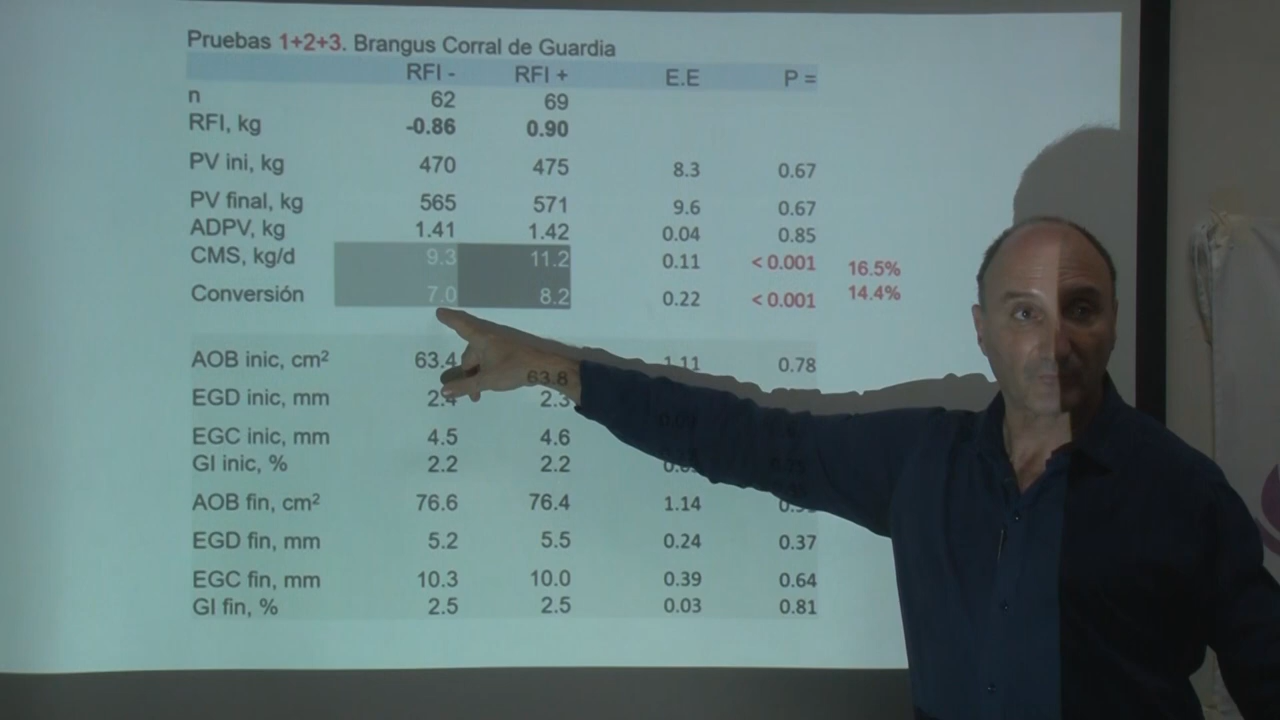 Pruebas 1+2+3. Brangus Corral de Guardia
RFI - RFI + E.E P =
n 62 69
RFI, kg -0.86 0.90
PV ini, kg 470 475 8.3 0.67
PV final, kg 565 571 9.6 0.67
ADPV, kg 1.41 1.42 0.04 0.85
CMS, kg/d 9.3 11.2 0.11 < 0.001 16.5%
Conversión 7.0 8.2 0.22 < 0.001 14.4%
AOB inic, cm² 63.4 63.8 1.11 0.78
EGD inic, mm 2.4 2.3
EGC inic, mm 4.5 4.6
GI inic, % 2.2 2.2
AOB fin, cm² 76.6 76.4 1.14
EGD fin, mm 5.2 5.5 0.24 0.37
EGC fin, mm 10.3 10.0 0.39 0.64
GI fin, % 2.5 2.5 0.03 0.81